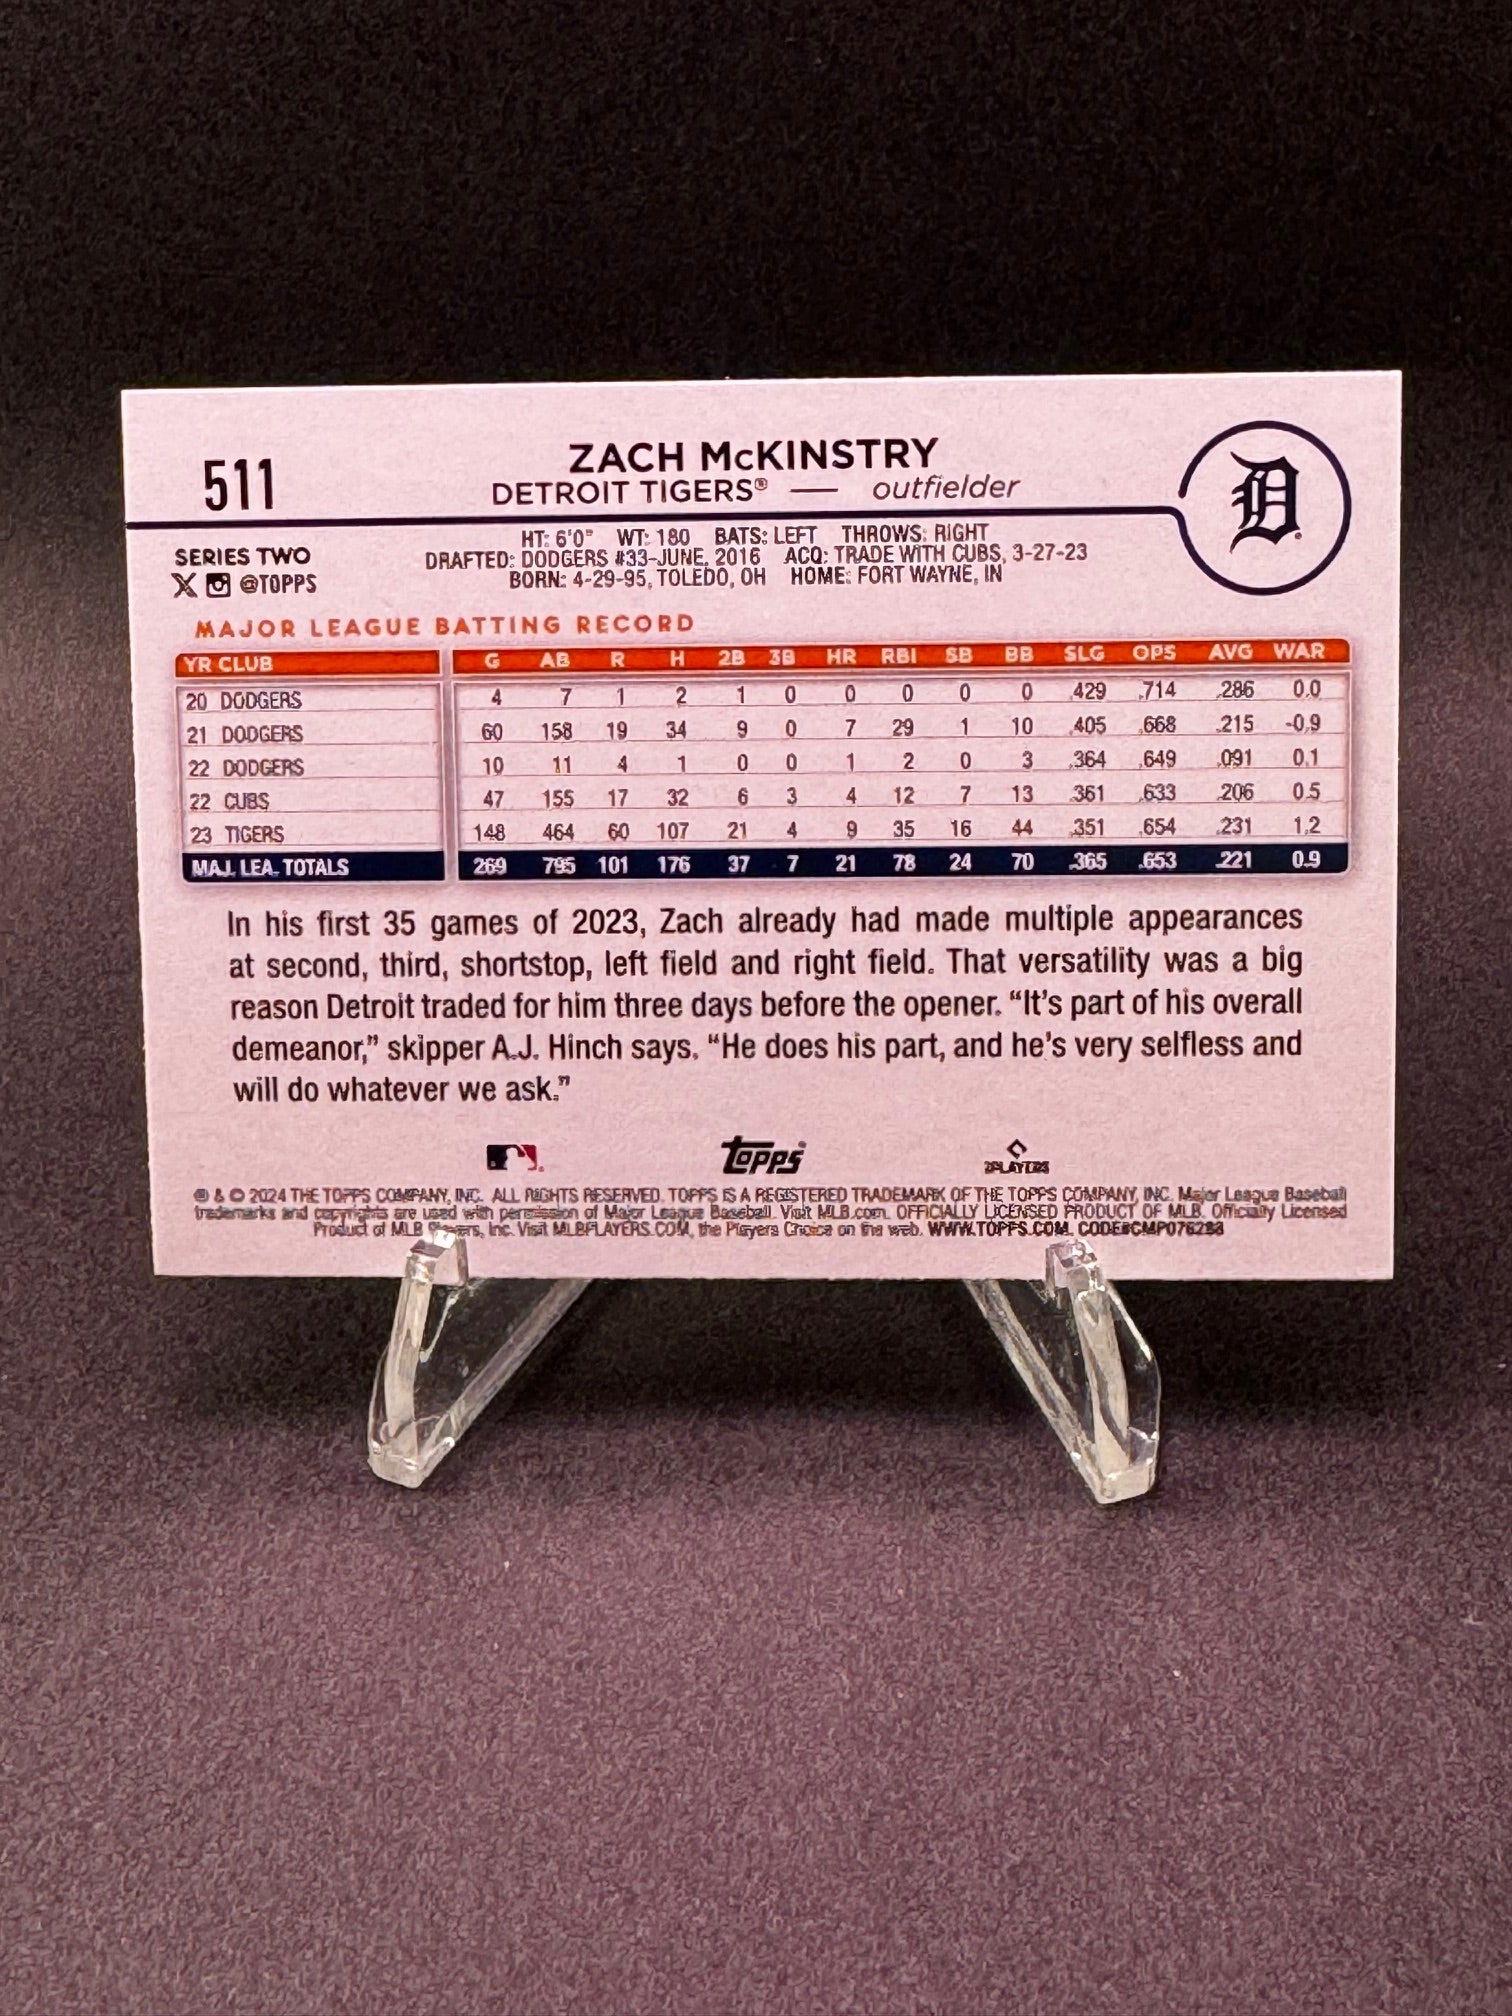 511
ZACH McKINSTRY
DETROIT TIGERS® — outfielder
D
SERIES TWO
X @TOPPS
HT: 6'0" WT: 180 BATS: LEFT THROWS: RIGHT
DRAFTED: DODGERS #33-JUNE, 2016 ACQ: TRADE WITH CUBS, 3-27-23
BORN: 4-29-95, TOLEDO, OH HOME: FORT WAYNE, IN
MAJOR LEAGUE BATTING RECORD
YR CLUB G AB R H 2B 3B HR RBI SB BB SLG OPS AVG WAR
20 DODGERS 4 7 1 2 1 0 0 0 0 0 .429 .714 .286 0.0
21 DODGERS 60 158 19 34 9 0 7 29 1 10 .405 .668 .215 -0.9
22 DODGERS 10 11 4 1 0 0 1 2 0 3 .364 .649 .091 0.1
22 CUBS 47 155 17 32 6 3 4 12 7 13 .361 .633 .206 0.5
23 TIGERS 148 464 60 107 21 4 9 35 16 44 .351 .654 .231 1.2
MAJ. LEA. TOTALS 269 795 101 176 37 7 21 78 24 70 .365 .653 .221 0.9
In his first 35 games of 2023, Zach already had made multiple appearances
at second, third, shortstop, left field and right field. That versatility was a big
reason Detroit traded for him three days before the opener. “It’s part of his overall
demeanor,” skipper A.J. Hinch says. “He does his part, and he’s very selfless and
will do whatever we ask.”
Topps
PLAYERS
® & © 2024 THE TOPPS COMPANY, INC. ALL RIGHTS RESERVED. TOPPS IS A REGISTERED TRADEMARK OF THE TOPPS COMPANY, INC. Major League Baseball
trademarks and copyrights are used with permission of Major League Baseball. Visit MLB.com. OFFICIALLY LICENSED PRODUCT OF MLB. Officially Licensed
Product of MLB Players, Inc. Visit MLBPLAYERS.COM, the Players Choice on the web. WWW.TOPPS.COM. CODE#CMP076283